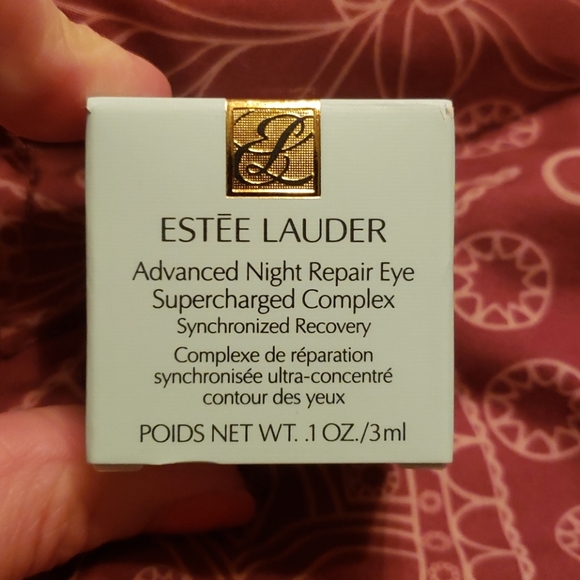 EL
ESTĒE LAUDER
Advanced Night Repair Eye
Supercharged Complex
Synchronized Recovery
Complexe de réparation
synchronisée ultra-concentré
contour des yeux
POIDS NET WT. .1 OZ./3ml